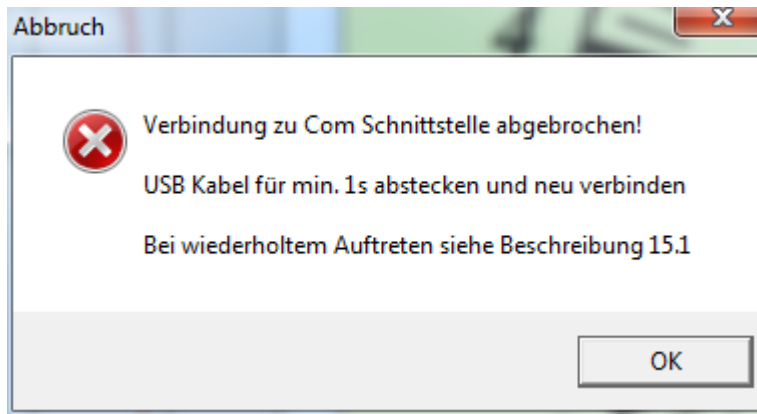 Abbruch
Verbindung zu Com Schnittstelle abgebrochen!
USB Kabel für min. 1s abstecken und neu verbinden
Bei wiederholtem Auftreten siehe Beschreibung 15.1
OK